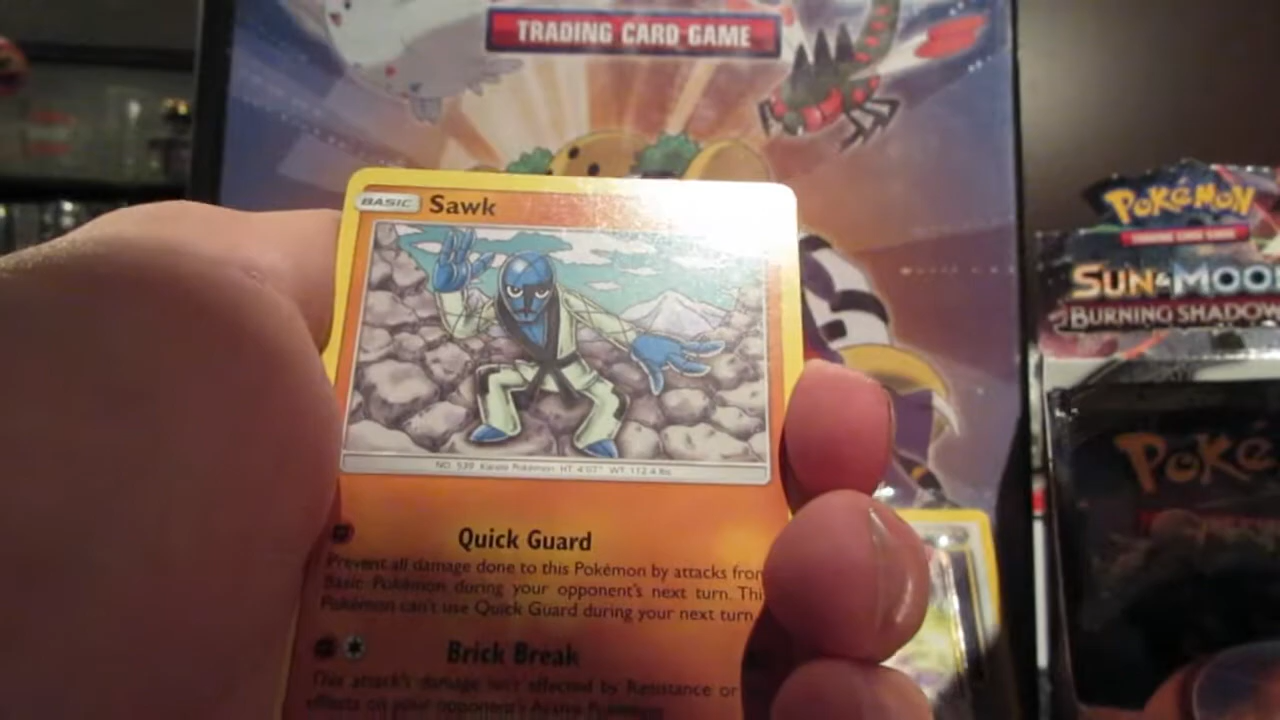 TRADING CARD GAME
BASIC Sawk
NO. 539 Karate Pokémon HT: 4'07" WT: 112.4 lbs
Quick Guard
Prevent all damage done to this Pokémon by attacks from
Basic Pokémon during your opponent's next turn. This
Pokémon can't use Quick Guard during your next turn.
Brick Break
This attack's damage isn't affected by Resistance or
effects on your opponent's Active Pokémon.
POKéMON
TRADING CARD GAME
SUN & MOON
BURNING SHADOW
POKé